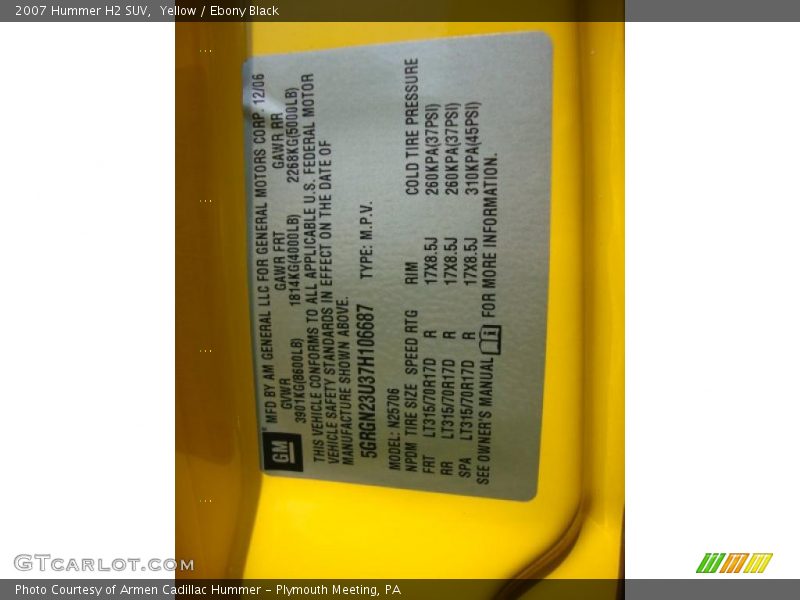 2007 Hummer H2 SUV, Yellow / Ebony Black
GM
MFD BY AM GENERAL LLC FOR GENERAL MOTORS CORP. 12/06
GVWR GAWR FRT GAWR RR
3901KG(8600LB) 1814KG(4000LB) 2268KG(5000LB)
THIS VEHICLE CONFORMS TO ALL APPLICABLE U.S. FEDERAL MOTOR
VEHICLE SAFETY STANDARDS IN EFFECT ON THE DATE OF
MANUFACTURE SHOWN ABOVE.
5GRGN23U37H106687 TYPE: M.P.V.
MODEL: N25706
NPDM TIRE SIZE SPEED RTG RIM COLD TIRE PRESSURE
FRT LT315/70R17D R 17X8.5J 260KPA(37PSI)
RR LT315/70R17D R 17X8.5J 260KPA(37PSI)
SPA LT315/70R17D R 17X8.5J 310KPA(45PSI)
SEE OWNER'S MANUAL FOR MORE INFORMATION.
GTCARLOT.COM
Photo Courtesy of Armen Cadillac Hummer - Plymouth Meeting, PA